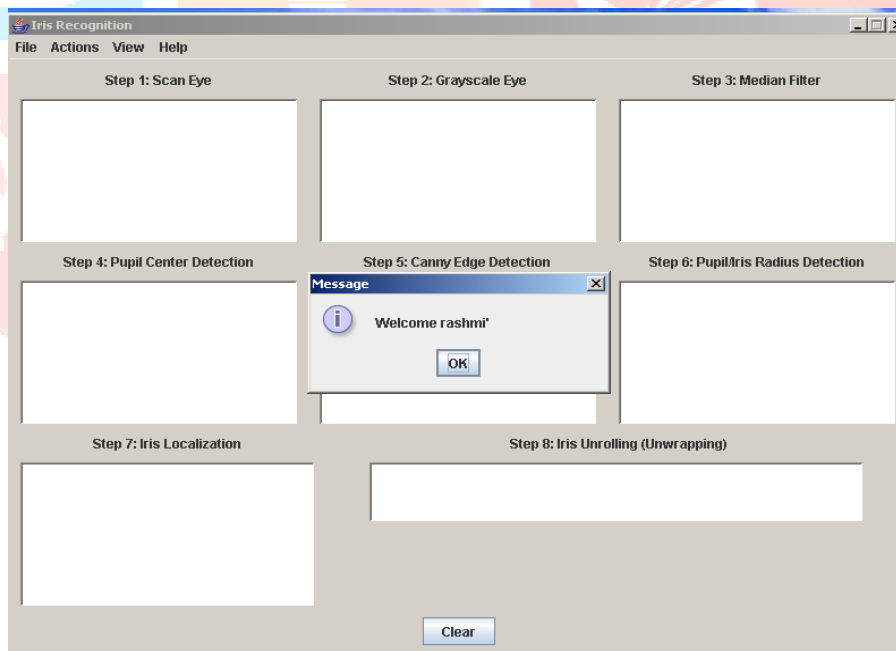 Iris Recognition
File Actions View Help
Step 1: Scan Eye
Step 2: Grayscale Eye
Step 3: Median Filter
Step 4: Pupil Center Detection
Step 5: Canny Edge Detection
Step 6: Pupil/Iris Radius Detection
Message
Welcome rashmi'
OK
Step 7: Iris Localization
Step 8: Iris Unrolling (Unwrapping)
Clear